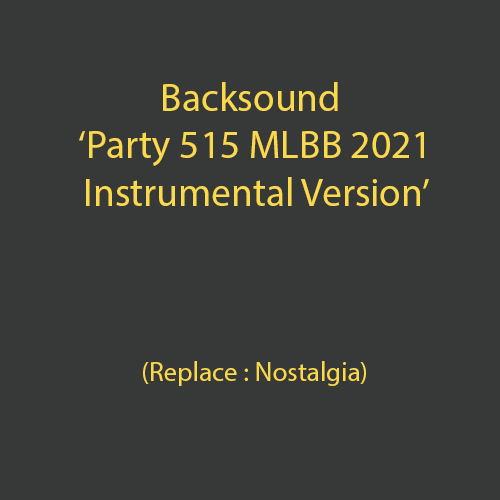 Backsound
‘Party 515 MLBB 2021
Instrumental Version’
(Replace : Nostalgia)